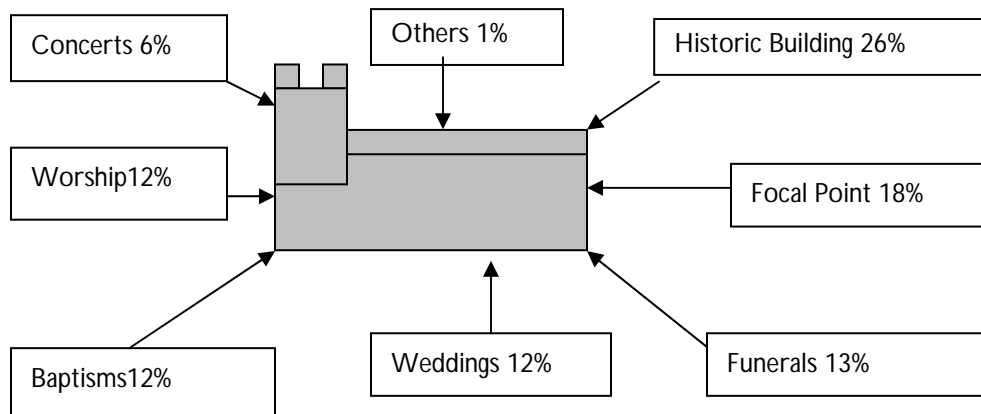 Concerts 6%
Others 1%
Historic Building 26%
Worship12%
Focal Point 18%
Baptisms12%
Weddings 12%
Funerals 13%